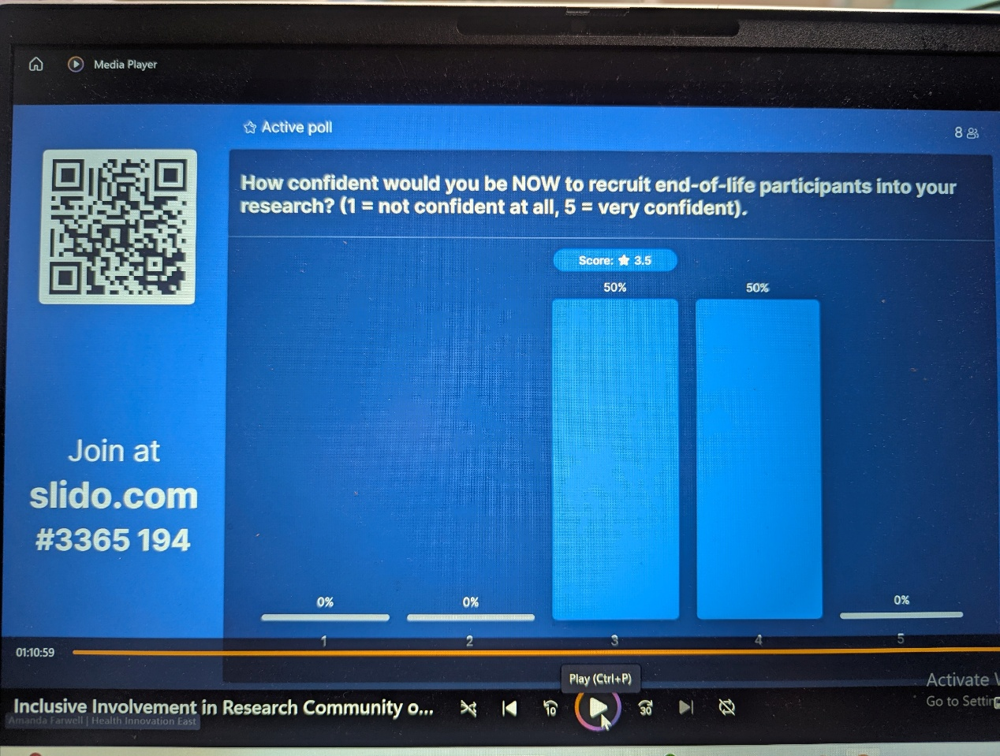 Media Player
Active poll
8
How confident would you be NOW to recruit end-of-life participants into your
research? (1 = not confident at all, 5 = very confident).
Score: ★ 3.5
50%
50%
Join at
slido.com
#3365 194
0%
0%
0%
1
2
3
4
5
01:10:59
Play (Ctrl+P)
Activate
Go to Settin
Inclusive Involvement in Research Community o...
10
30
Amanda Farwell | Health Innovation East